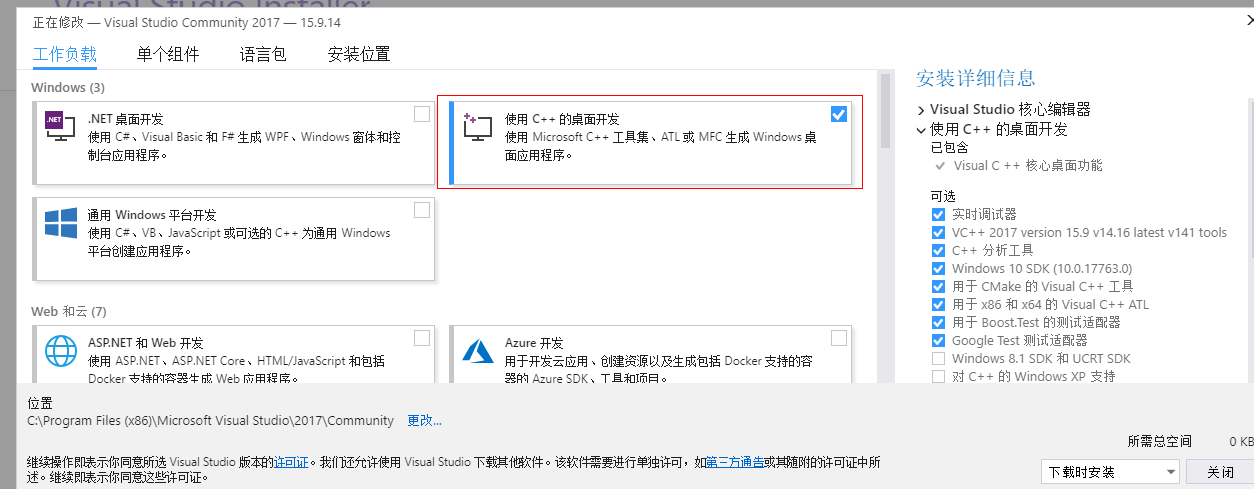 Visual Studio Installer
正在修改 — Visual Studio Community 2017 — 15.9.14
工作负载 单个组件 语言包 安装位置
Windows (3)
.NET 桌面开发
使用 C#、Visual Basic 和 F# 生成 WPF、Windows 窗体和控
制台应用程序。
使用 C++ 的桌面开发
使用 Microsoft C++ 工具集、ATL 或 MFC 生成 Windows 桌
面应用程序。
通用 Windows 平台开发
使用 C#、VB、JavaScript 或可选的 C++ 为通用 Windows
平台创建应用程序。
Web 和云 (7)
ASP.NET 和 Web 开发
使用 ASP.NET、ASP.NET Core、HTML/JavaScript 和包括
Docker 支持的容器生成 Web 应用程序。
Azure 开发
用于开发云应用、创建资源以及生成包括 Docker 支持的容
器的 Azure SDK、工具和项目。
安装详细信息
Visual Studio 核心编辑器
使用 C++ 的桌面开发
已包含
Visual C ++ 核心桌面功能
可选
实时调试器
VC++ 2017 version 15.9 v14.16 latest v141 tools
C++ 分析工具
Windows 10 SDK (10.0.17763.0)
用于 CMake 的 Visual C++ 工具
用于 x86 和 x64 的 Visual C++ ATL
用于 Boost.Test 的测试适配器
Google Test 测试适配器
Windows 8.1 SDK 和 UCRT SDK
对 C++ 的 Windows XP 支持
位置
C:\Program Files (x86)\Microsoft Visual Studio\2017\Community 更改...
继续操作即表示你同意所选 Visual Studio 版本的许可证。我们还允许使用 Visual Studio 下载其他软件。该软件需要进行单独许可，如第三方通告或其随附的许可证中所
述。继续即表示你同意这些许可证。
所需总空间 0 KB
下载时安装 关闭